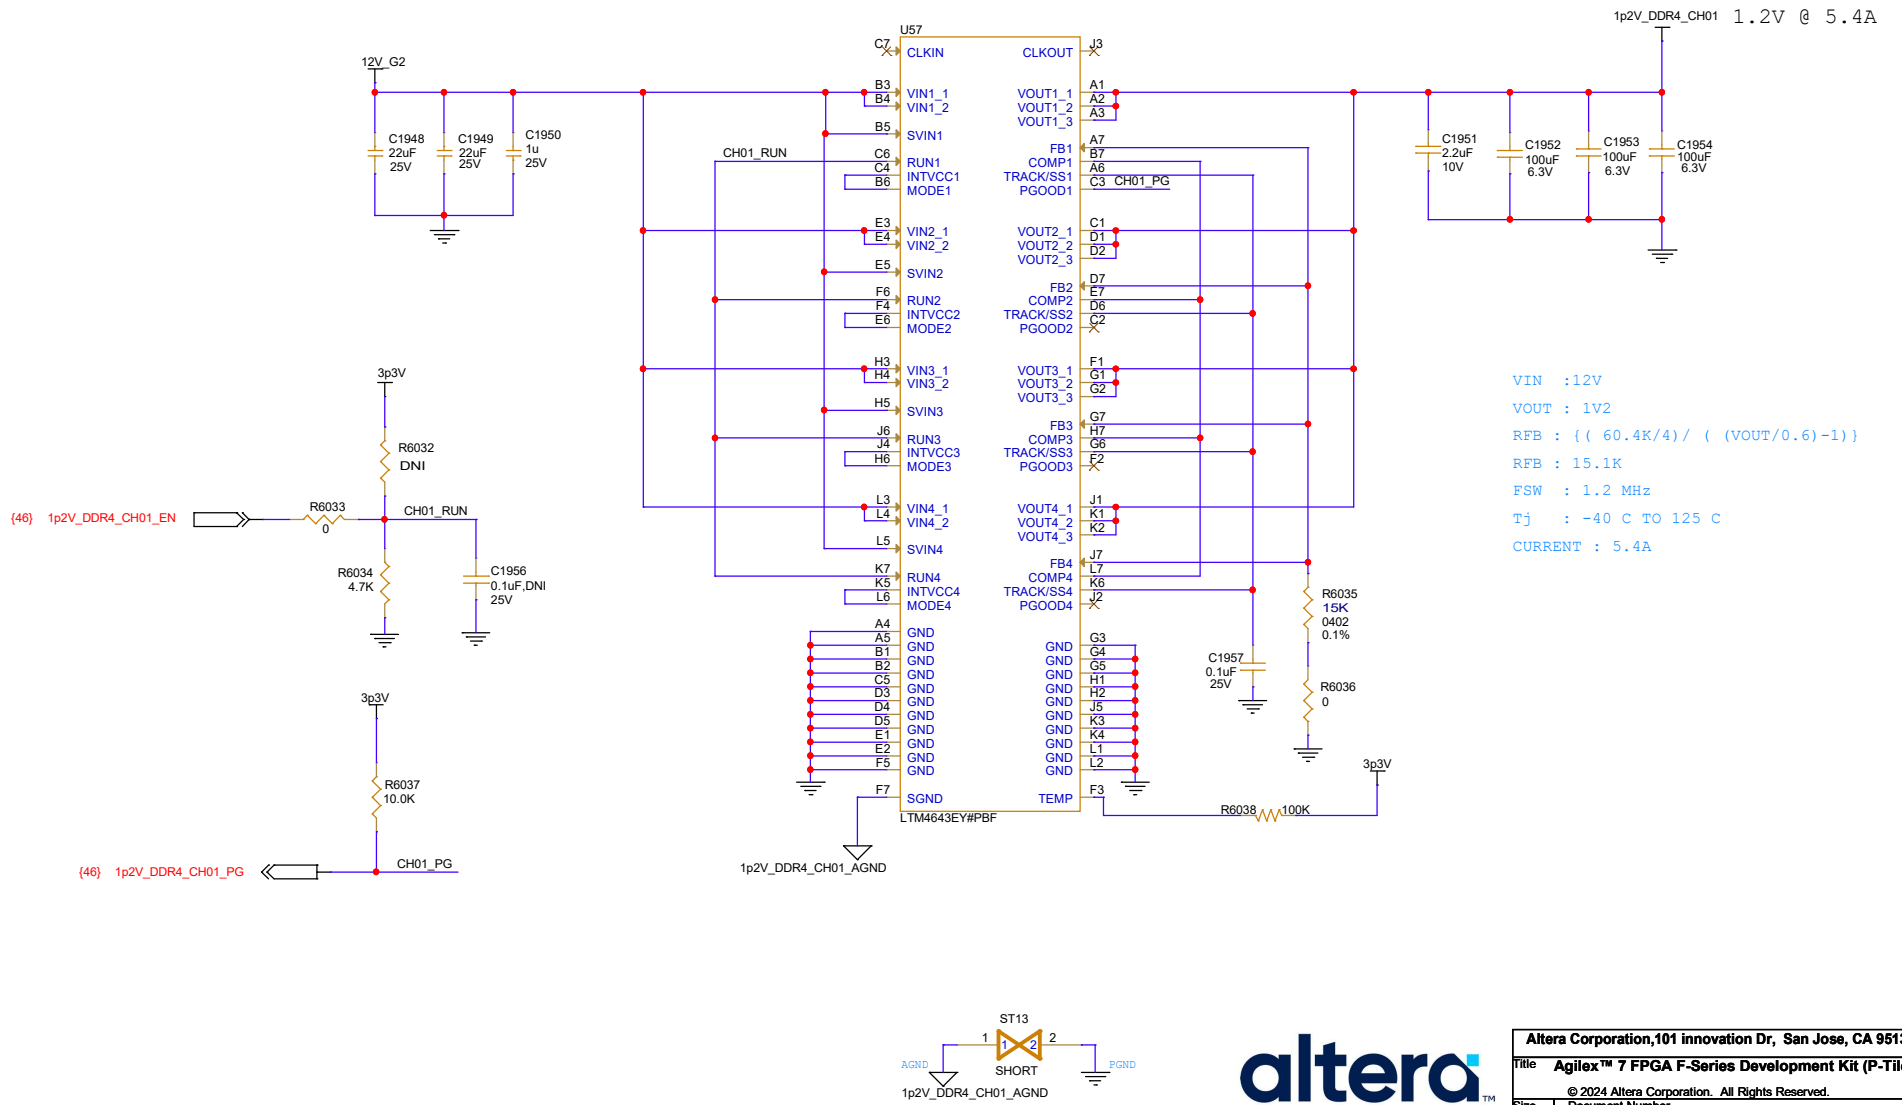 1p2V_DDR4_CH01 1.2V @ 5.4A
U57
12V_G2
C7 CLKIN CLKOUT J3
B3 VIN1_1 VOUT1_1 A1
B4 VIN1_2 VOUT1_2 A2
VOUT1_3 A3
B5 SVIN1
FB1 A7
CH01_RUN C6 RUN1 COMP1 B7
C4 INTVCC1 TRACK/SS1 A6
B6 MODE1 PGOOD1 C3 CH01_PG
C1948
22uF
25V
C1949
22uF
25V
C1950
1u
25V
C1951
2.2uF
10V
C1952
100uF
6.3V
C1953
100uF
6.3V
C1954
100uF
6.3V
E3 VIN2_1 VOUT2_1 C1
E4 VIN2_2 VOUT2_2 D1
VOUT2_3 D2
E5 SVIN2
FB2 D7
F6 RUN2 COMP2 E7
F4 INTVCC2 TRACK/SS2 D6
E6 MODE2 PGOOD2 C2
H3 VIN3_1 VOUT3_1 F1
H4 VIN3_2 VOUT3_2 G1
VOUT3_3 G2
H5 SVIN3
FB3 G7
J6 RUN3 COMP3 H7
J4 INTVCC3 TRACK/SS3 G6
H6 MODE3 PGOOD3 F2
L3 VIN4_1 VOUT4_1 J1
L4 VIN4_2 VOUT4_2 K1
VOUT4_3 K2
L5 SVIN4
FB4 J7
K7 RUN4 COMP4 L7
K5 INTVCC4 TRACK/SS4 K6
L6 MODE4 PGOOD4 J2
A4 GND
A5 GND GND G3
B1 GND GND G4
B2 GND GND G5
C5 GND GND H1
D3 GND GND H2
D4 GND GND J5
D5 GND GND K3
E1 GND GND K4
E2 GND GND L1
F5 GND GND L2
F7 SGND TEMP F3
LTM4643EY#PBF
1p2V_DDR4_CH01_AGND
VIN :12V
VOUT : 1V2
RFB : {( 60.4K/4)/ ( (VOUT/0.6)-1)}
RFB : 15.1K
FSW : 1.2 MHz
Tj : -40 C TO 125 C
CURRENT : 5.4A
3p3V
R6032
DNI
{46} 1p2V_DDR4_CH01_EN
R6033
0
CH01_RUN
R6034
4.7K
C1956
0.1uF,DNI
25V
R6035
15K
0402
0.1%
C1957
0.1uF
25V
R6036
0
3p3V
R6038 100K
3p3V
R6037
10.0K
{46} 1p2V_DDR4_CH01_PG
CH01_PG
ST13
1 1 2 2
SHORT
AGND
PGND
1p2V_DDR4_CH01_AGND
altera™
Altera Corporation,101 innovation Dr, San Jose, CA 9513
Title Agilex™ 7 FPGA F-Series Development Kit (P-Tile
© 2024 Altera Corporation. All Rights Reserved.
Size Document Number